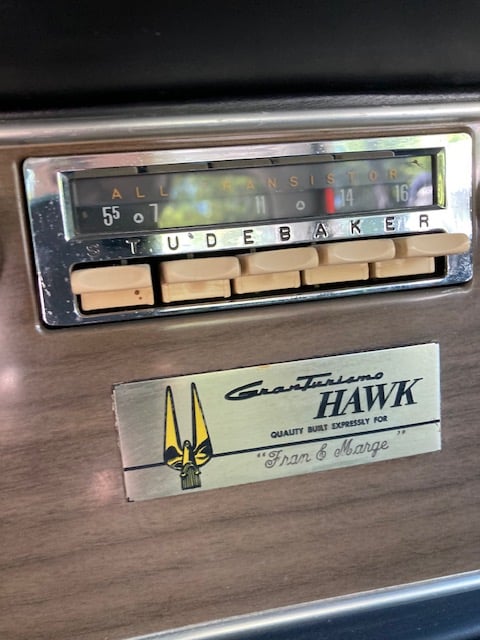 ALL TRANSISTOR
55 7 11 14 16
STUDEBAKER
GranTurismo
HAWK
QUALITY BUILT EXPRESSLY FOR
"Fran & Marge"